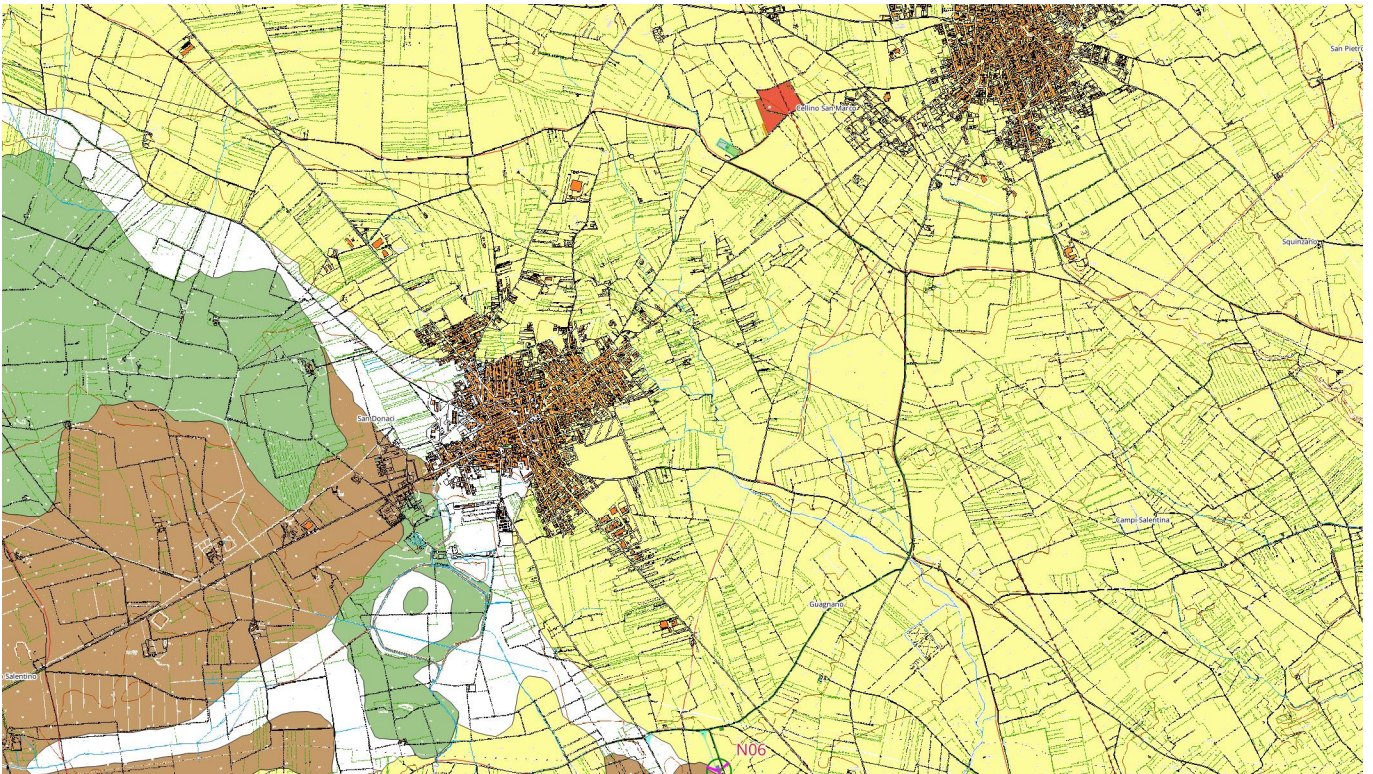 San Pietro
Cellino San Marco
Squinzano
San Donaci
Campi Salentina
Guagnano
Salentino
N06